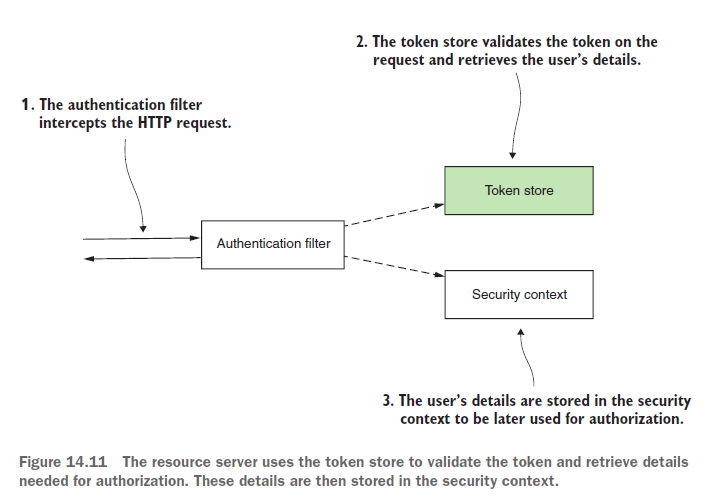 2. The token store validates the token on the
request and retrieves the user's details.
1. The authentication filter
intercepts the HTTP request.
Token store
Authentication filter
Security context
3. The user's details are stored in the security
context to be later used for authorization.
Figure 14.11 The resource server uses the token store to validate the token and retrieve details
needed for authorization. These details are then stored in the security context.